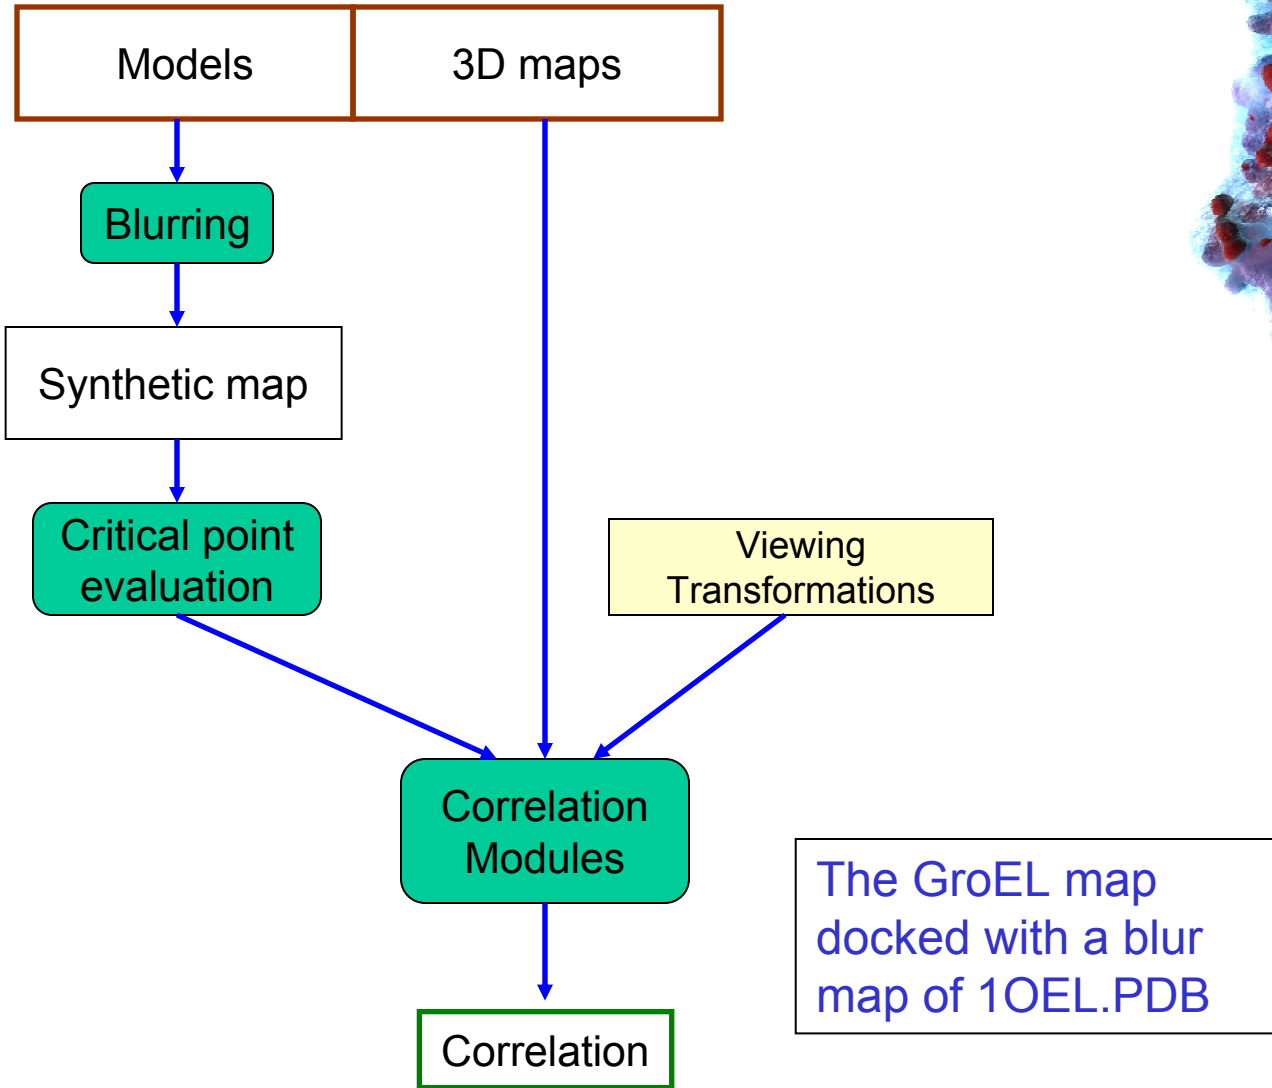 Models
3D maps
Blurring
Synthetic map
Critical point
evaluation
Viewing
Transformations
Correlation
Modules
The GroEL map
docked with a blur
map of 1OEL.PDB
Correlation